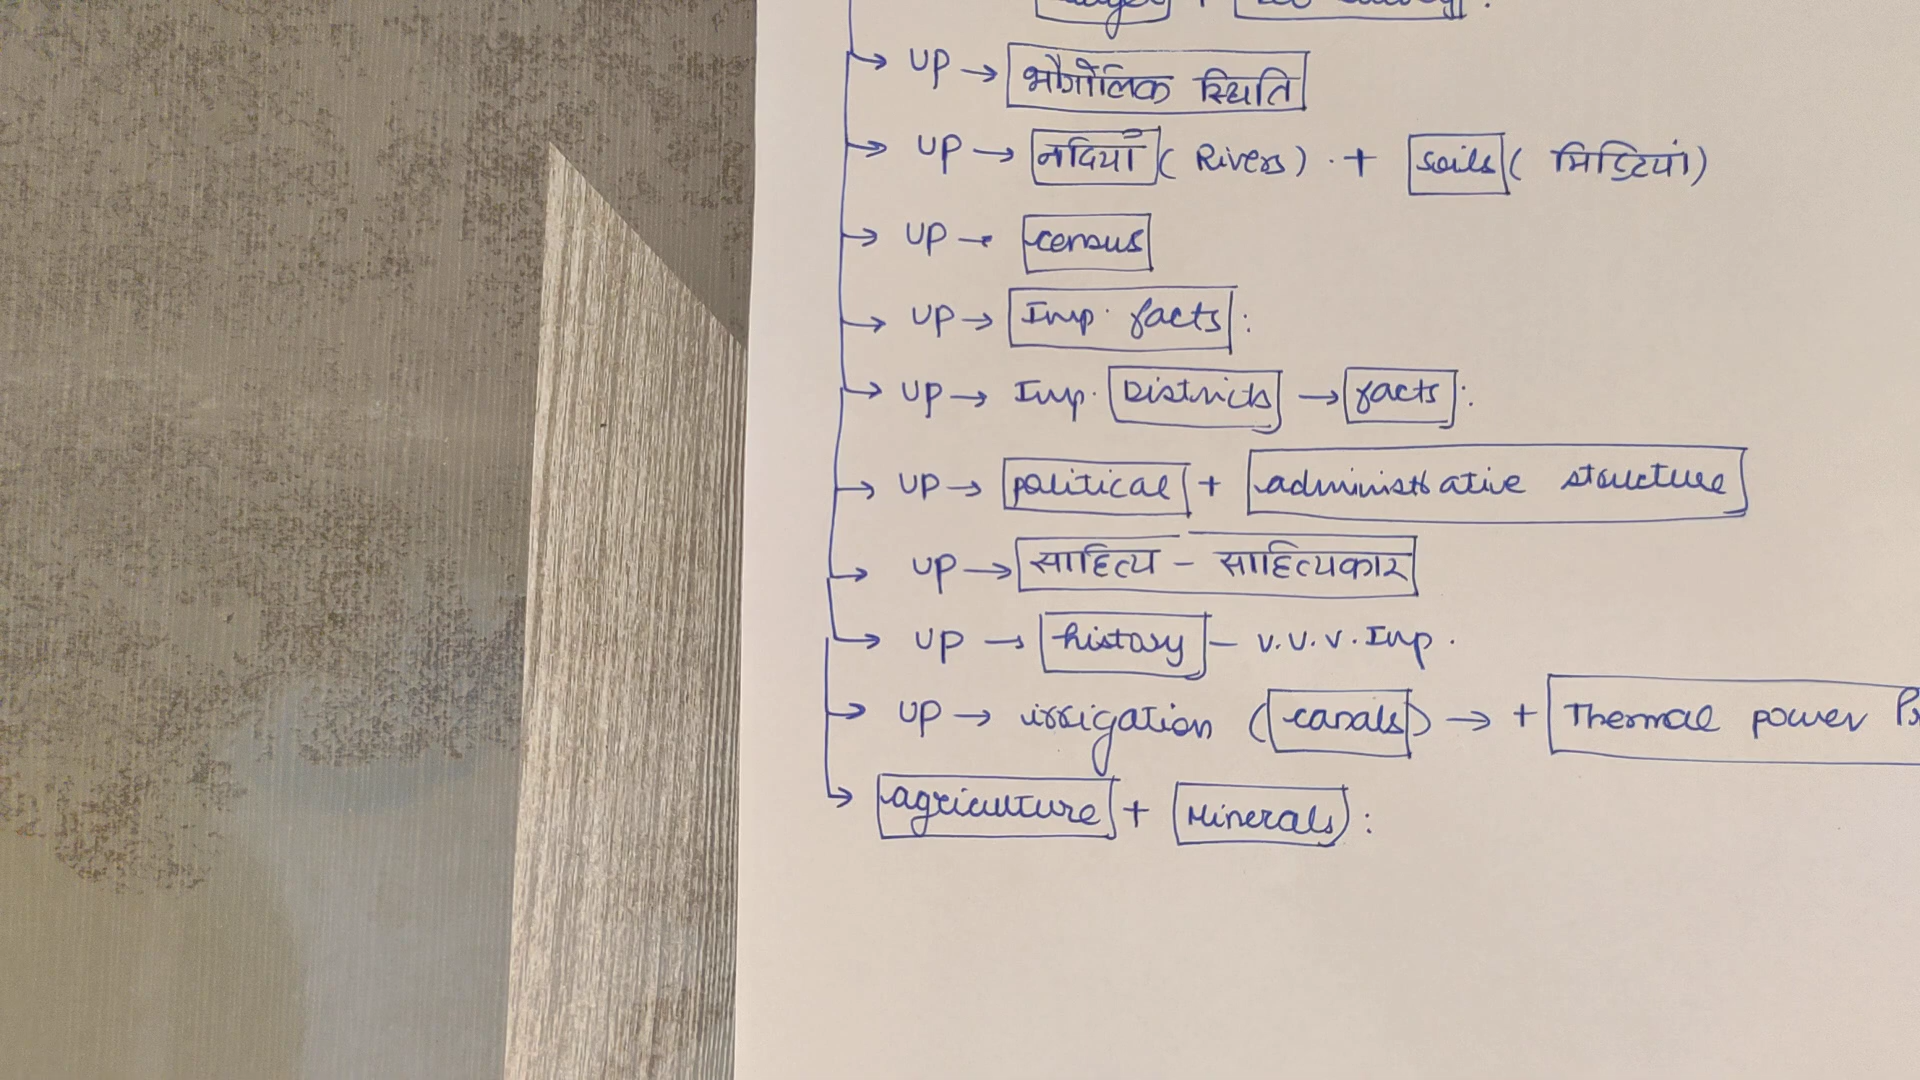 UP → भौगोलिक स्थिति
UP → नदियाँ ( Rivers ) . + Soils ( मिट्टियां )
UP → census
UP → Imp. facts :
UP → Imp. Districts → facts :
UP → political + administrative structure
UP → साहित्य - साहित्यकार
UP → history - V.V.V. Imp .
UP → irrigation ( canals ) → + Thermal power
agriculture + Minerals :